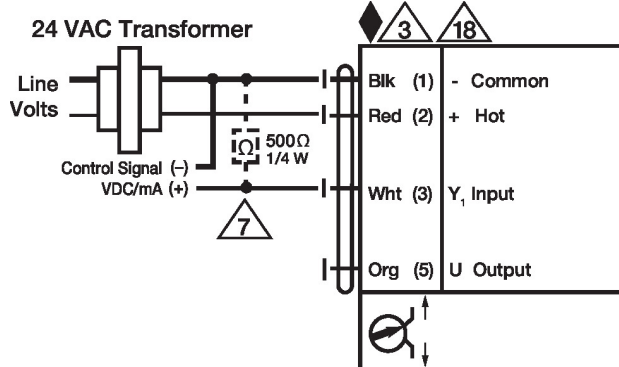 24 VAC Transformer
3
18
Line
Volts
Blk (1) - Common
Red (2) + Hot
Ω
500Ω
1/4 W
Control Signal (–)
VDC/mA (+)
Wht (3) Y₁ Input
7
Org (5) U Output